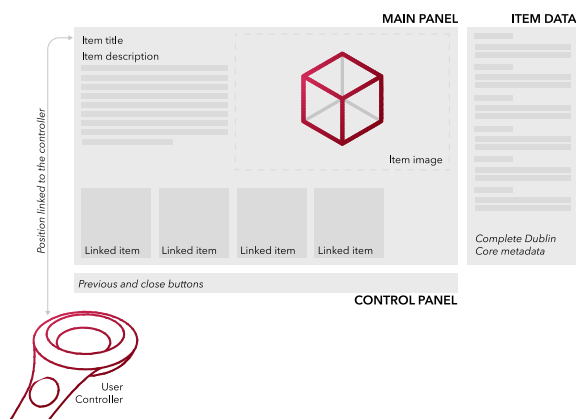 MAIN PANEL
ITEM DATA
Item title
Item description
Item image
Linked item
Linked item
Linked item
Linked item
Complete Dublin
Core metadata
Previous and close buttons
CONTROL PANEL
Position linked to the controller
User
Controller